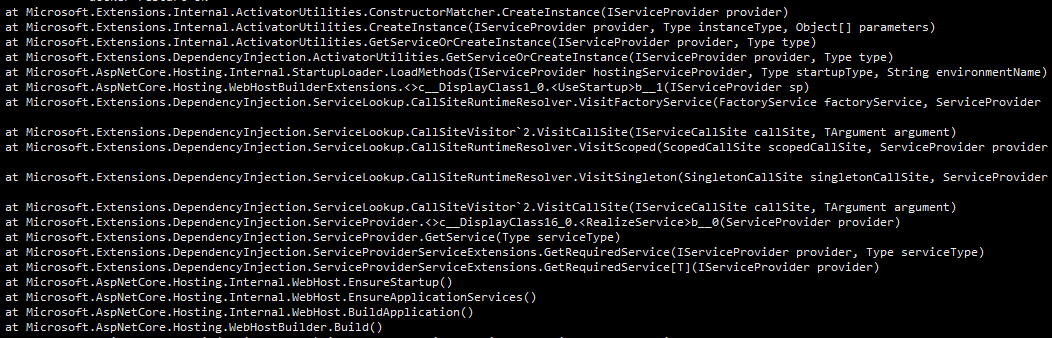 at Microsoft.Extensions.Internal.ActivatorUtilities.ConstructorMatcher.CreateInstance(IServiceProvider provider)
at Microsoft.Extensions.Internal.ActivatorUtilities.CreateInstance(IServiceProvider provider, Type instanceType, Object[] parameters)
at Microsoft.Extensions.Internal.ActivatorUtilities.GetServiceOrCreateInstance(IServiceProvider provider, Type type)
at Microsoft.Extensions.DependencyInjection.ActivatorUtilities.GetServiceOrCreateInstance(IServiceProvider provider, Type type)
at Microsoft.AspNetCore.Hosting.Internal.StartupLoader.LoadMethods(IServiceProvider hostingServiceProvider, Type startupType, String environmentName)
at Microsoft.AspNetCore.Hosting.WebHostBuilderExtensions.<>c__DisplayClass1_0.<UseStartup>b__1(IServiceProvider sp)
at Microsoft.Extensions.DependencyInjection.ServiceLookup.CallSiteRuntimeResolver.VisitFactoryService(FactoryService factoryService, ServiceProvider
at Microsoft.Extensions.DependencyInjection.ServiceLookup.CallSiteVisitor`2.VisitCallSite(IServiceCallSite callSite, TArgument argument)
at Microsoft.Extensions.DependencyInjection.ServiceLookup.CallSiteRuntimeResolver.VisitScoped(ScopedCallSite scopedCallSite, ServiceProvider provider
at Microsoft.Extensions.DependencyInjection.ServiceLookup.CallSiteRuntimeResolver.VisitSingleton(SingletonCallSite singletonCallSite, ServiceProvider
at Microsoft.Extensions.DependencyInjection.ServiceLookup.CallSiteVisitor`2.VisitCallSite(IServiceCallSite callSite, TArgument argument)
at Microsoft.Extensions.DependencyInjection.ServiceProvider.<>c__DisplayClass16_0.<RealizeService>b__0(ServiceProvider provider)
at Microsoft.Extensions.DependencyInjection.ServiceProvider.GetService(Type serviceType)
at Microsoft.Extensions.DependencyInjection.ServiceProviderServiceExtensions.GetRequiredService(IServiceProvider provider, Type serviceType)
at Microsoft.Extensions.DependencyInjection.ServiceProviderServiceExtensions.GetRequiredService[T](IServiceProvider provider)
at Microsoft.AspNetCore.Hosting.Internal.WebHost.EnsureStartup()
at Microsoft.AspNetCore.Hosting.Internal.WebHost.EnsureApplicationServices()
at Microsoft.AspNetCore.Hosting.Internal.WebHost.BuildApplication()
at Microsoft.AspNetCore.Hosting.WebHostBuilder.Build()